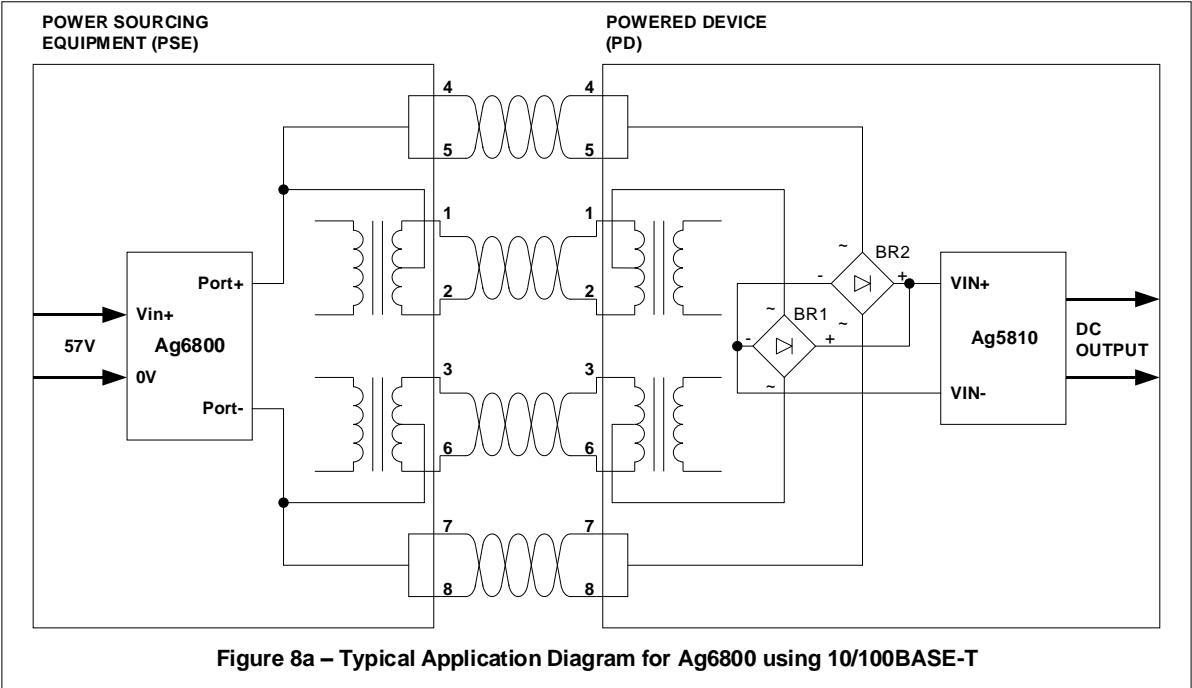 POWER SOURCING
EQUIPMENT (PSE)
POWERED DEVICE
(PD)
4
4
5
5
1
1
2
2
3
3
6
6
7
7
8
8
Port+
Vin+
57V
Ag6800
0V
Port-
~
BR2
-
+
~
~
BR1
-
+
~
VIN+
Ag5810
VIN-
DC
OUTPUT
Figure 8a – Typical Application Diagram for Ag6800 using 10/100BASE-T